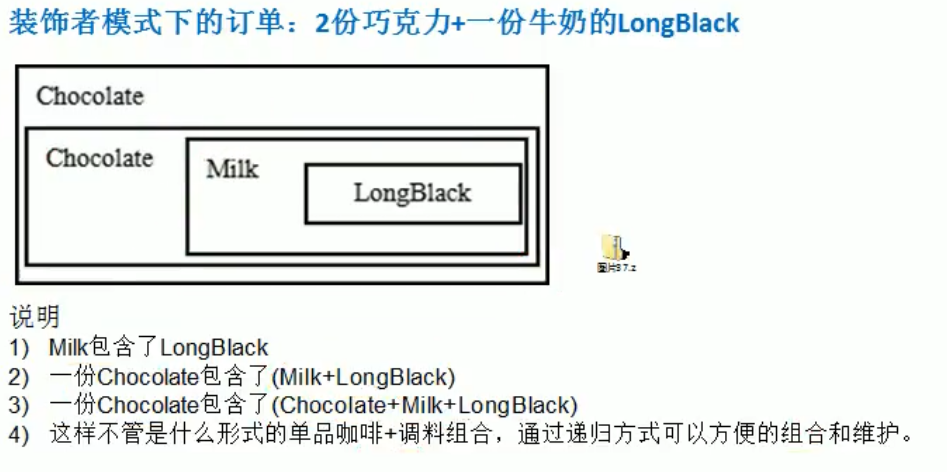 装饰者模式下的订单：2份巧克力+一份牛奶的LongBlack
Chocolate
Chocolate
Milk
LongBlack
图片37.z
说明
1) Milk包含了LongBlack
2) 一份Chocolate包含了(Milk+LongBlack)
3) 一份Chocolate包含了(Chocolate+Milk+LongBlack)
4) 这样不管是什么形式的单品咖啡+调料组合，通过递归方式可以方便的组合和维护。